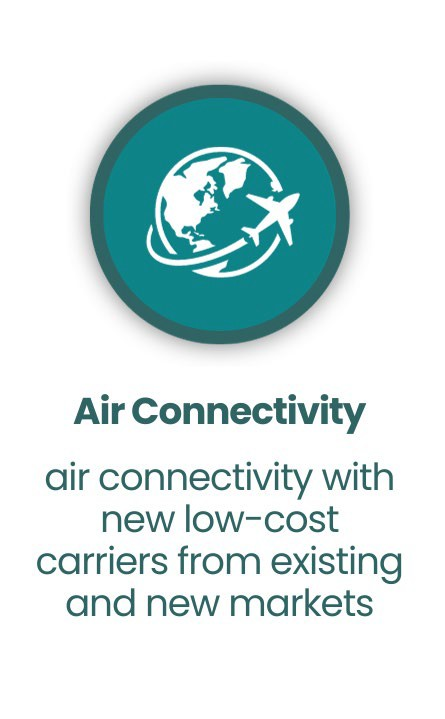 Air Connectivity
air connectivity with
new low-cost
carriers from existing
and new markets